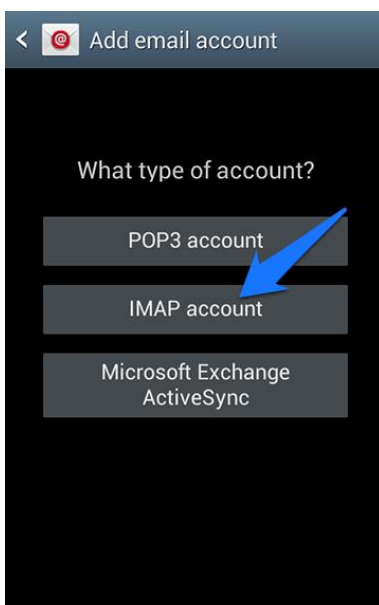 Add email account
What type of account?
POP3 account
IMAP account
Microsoft Exchange
ActiveSync